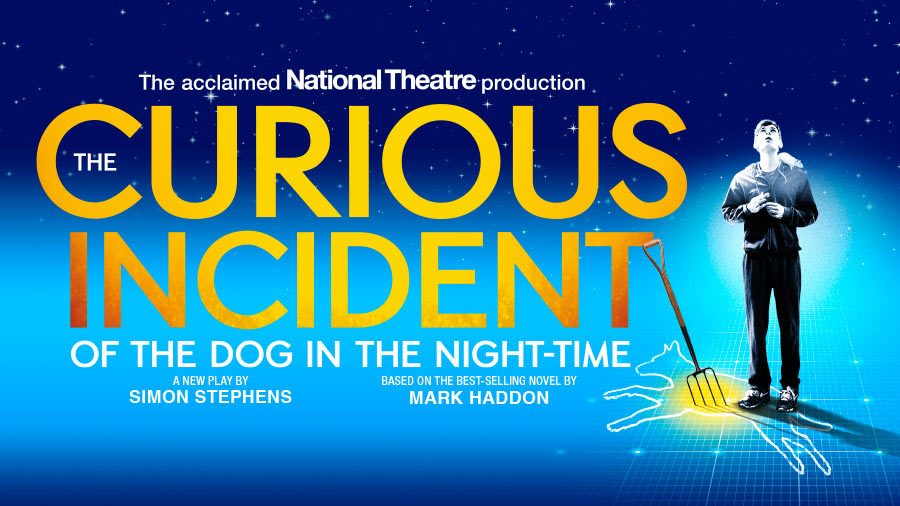 The acclaimed National Theatre production
THE CURIOUS
INCIDENT
OF THE DOG IN THE NIGHT-TIME
A NEW PLAY BY
SIMON STEPHENS
BASED ON THE BEST-SELLING NOVEL BY
MARK HADDON